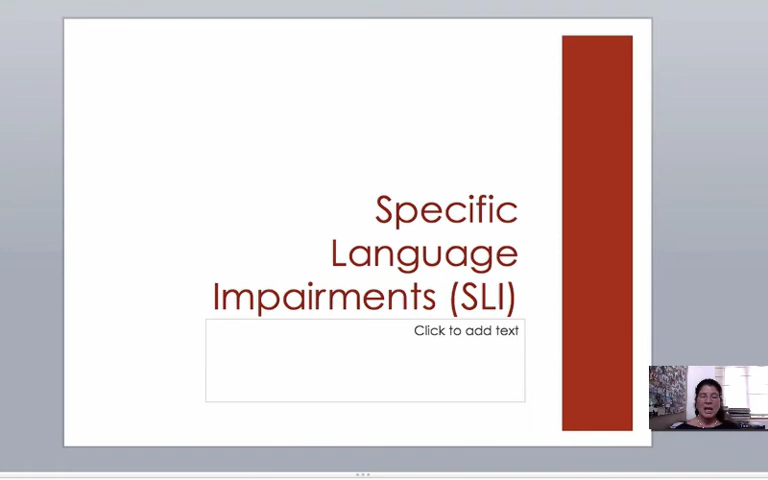 Specific
Language
Impairments (SLI)
Click to add text